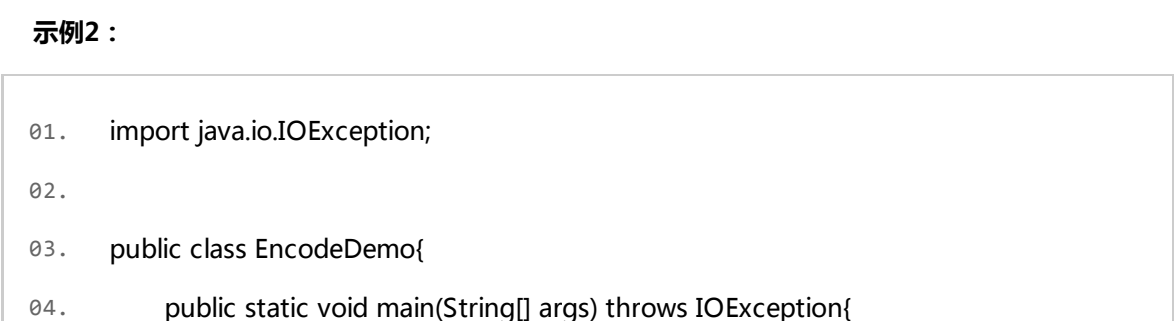 示例2：
01. import java.io.IOException;
02.
03. public class EncodeDemo{
04. public static void main(String[] args) throws IOException{